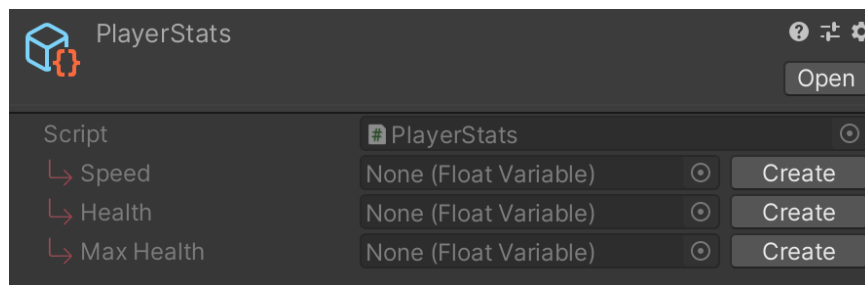 PlayerStats
Open
Script
# PlayerStats
Speed
None (Float Variable)
Create
Health
None (Float Variable)
Create
Max Health
None (Float Variable)
Create